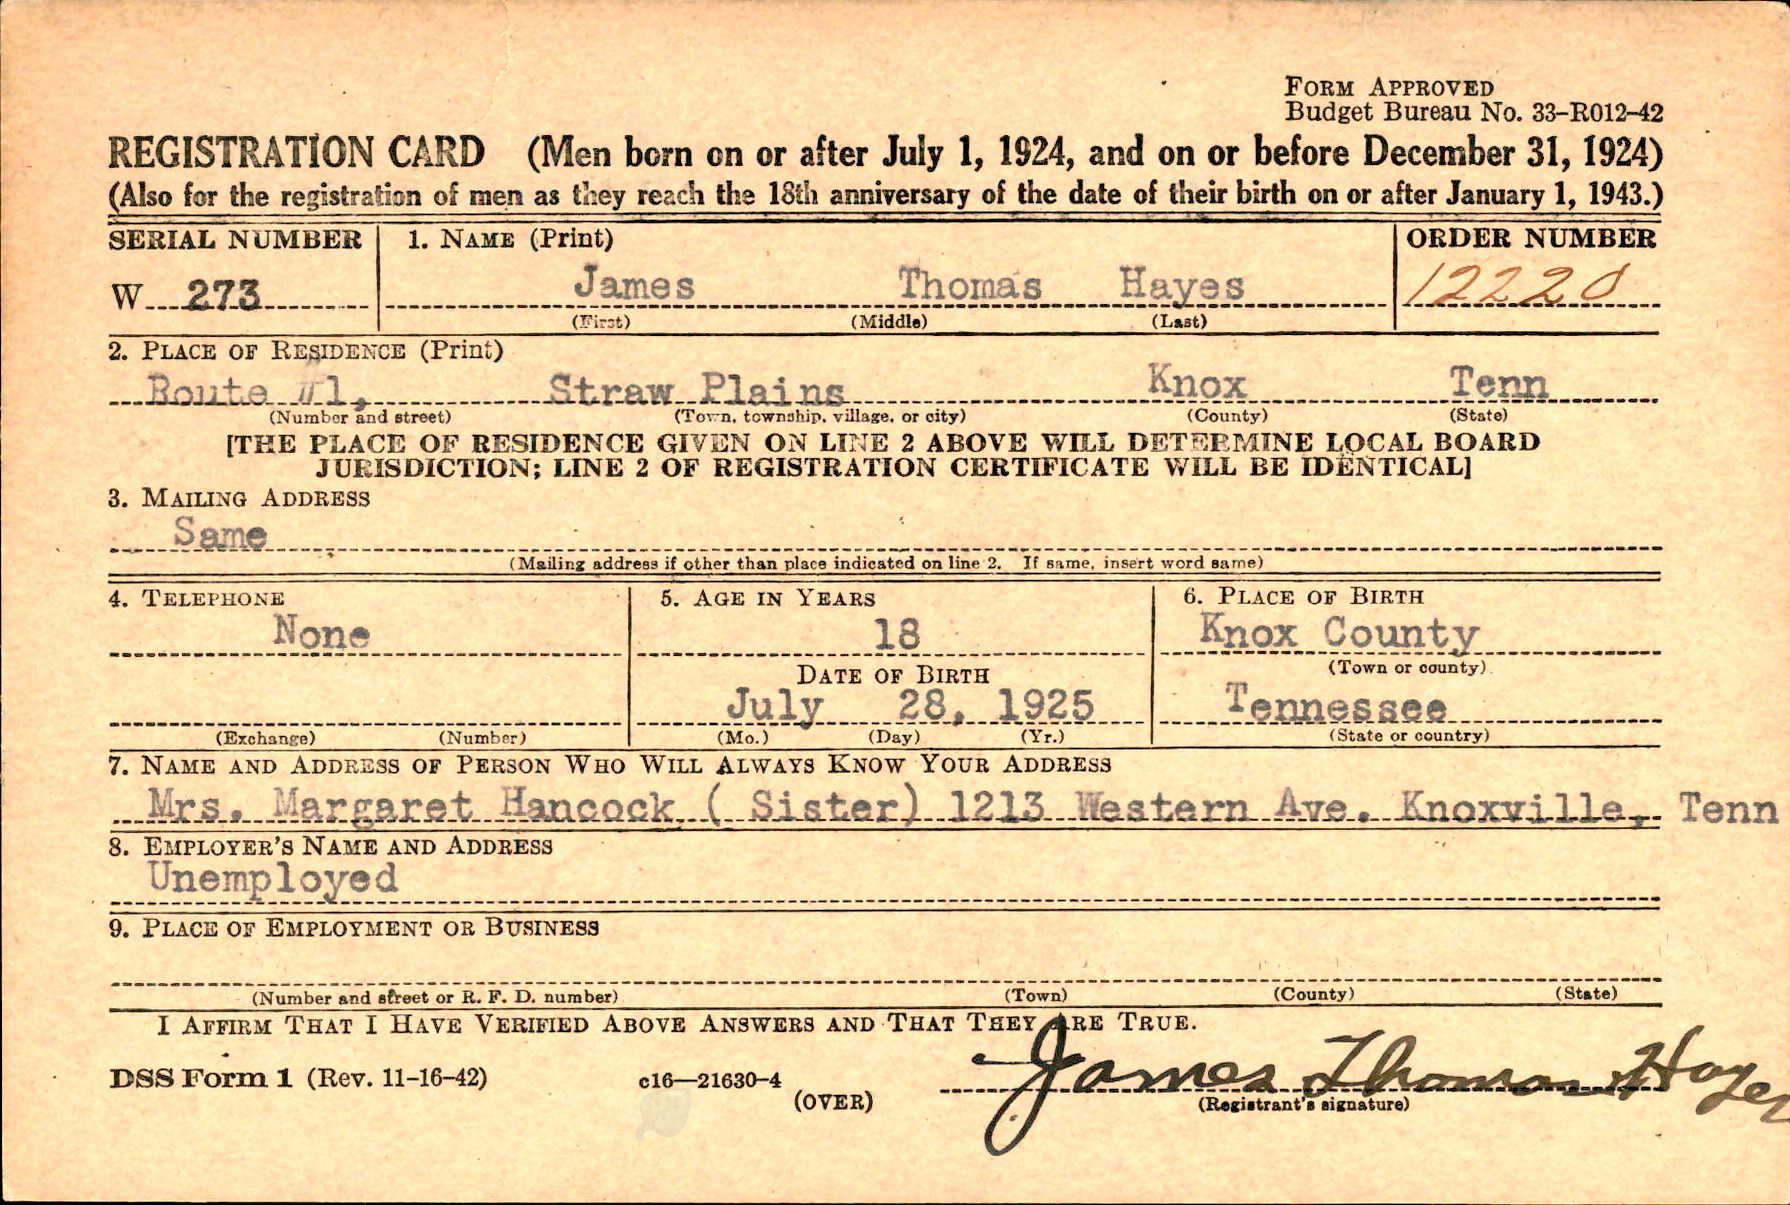 FORM APPROVED
Budget Bureau No. 33-R012-42
REGISTRATION CARD (Men born on or after July 1, 1924, and on or before December 31, 1924)
(Also for the registration of men as they reach the 18th anniversary of the date of their birth on or after January 1, 1943.)
SERIAL NUMBER 1. NAME (Print) ORDER NUMBER
W 273 James Thomas Hayes 12220
(First) (Middle) (Last)
2. PLACE OF RESIDENCE (Print)
Route #1, Straw Plains Knox Tenn
(Number and street) (Town, township, village, or city) (County) (State)
[THE PLACE OF RESIDENCE GIVEN ON LINE 2 ABOVE WILL DETERMINE LOCAL BOARD
JURISDICTION; LINE 2 OF REGISTRATION CERTIFICATE WILL BE IDENTICAL]
3. MAILING ADDRESS
Same
(Mailing address if other than place indicated on line 2. If same, insert word same)
4. TELEPHONE 5. AGE IN YEARS 6. PLACE OF BIRTH
None 18 Knox County
DATE OF BIRTH (Town or county)
July 28, 1925 Tennessee
(Exchange) (Number) (Mo.) (Day) (Yr.) (State or country)
7. NAME AND ADDRESS OF PERSON WHO WILL ALWAYS KNOW YOUR ADDRESS
Mrs. Margaret Hancock ( Sister) 1213 Western Ave. Knoxville, Tenn
8. EMPLOYER'S NAME AND ADDRESS
Unemployed
9. PLACE OF EMPLOYMENT OR BUSINESS
(Number and street or R. F. D. number) (Town) (County) (State)
I AFFIRM THAT I HAVE VERIFIED ABOVE ANSWERS AND THAT THEY ARE TRUE.
DSS Form 1 (Rev. 11-16-42) c16—21630-4 James Thomas Hayes
(OVER) (Registrant's signature)